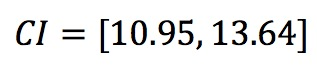 CI = [10.95, 13.64]